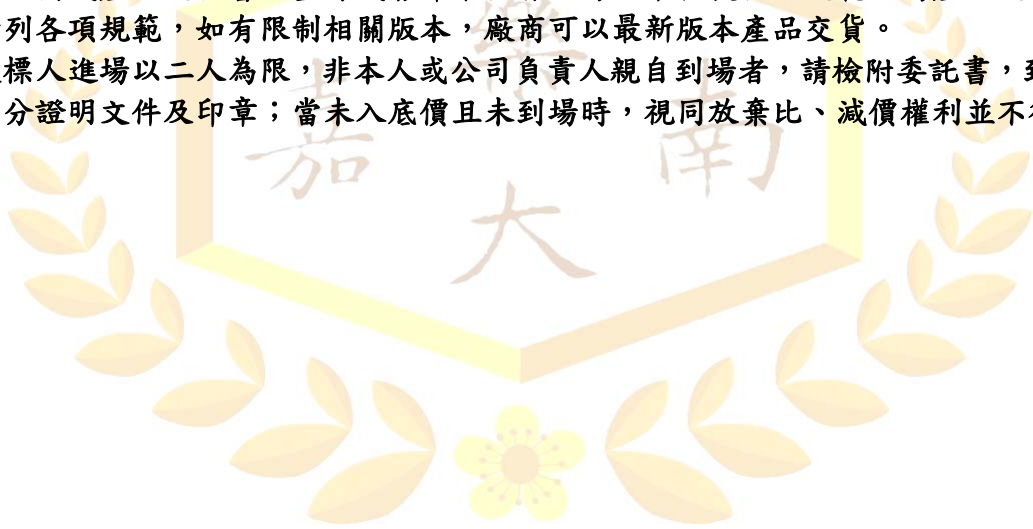 列各項規範，如有限制相關版本，廠商可以最新版本產品交貨。
標人進場以二人為限，非本人或公司負責人親自到場者，請檢附委託書，
分證明文件及印章；當未入底價且未到場時，視同放棄比、減價權利並不
藥
嘉 南
大